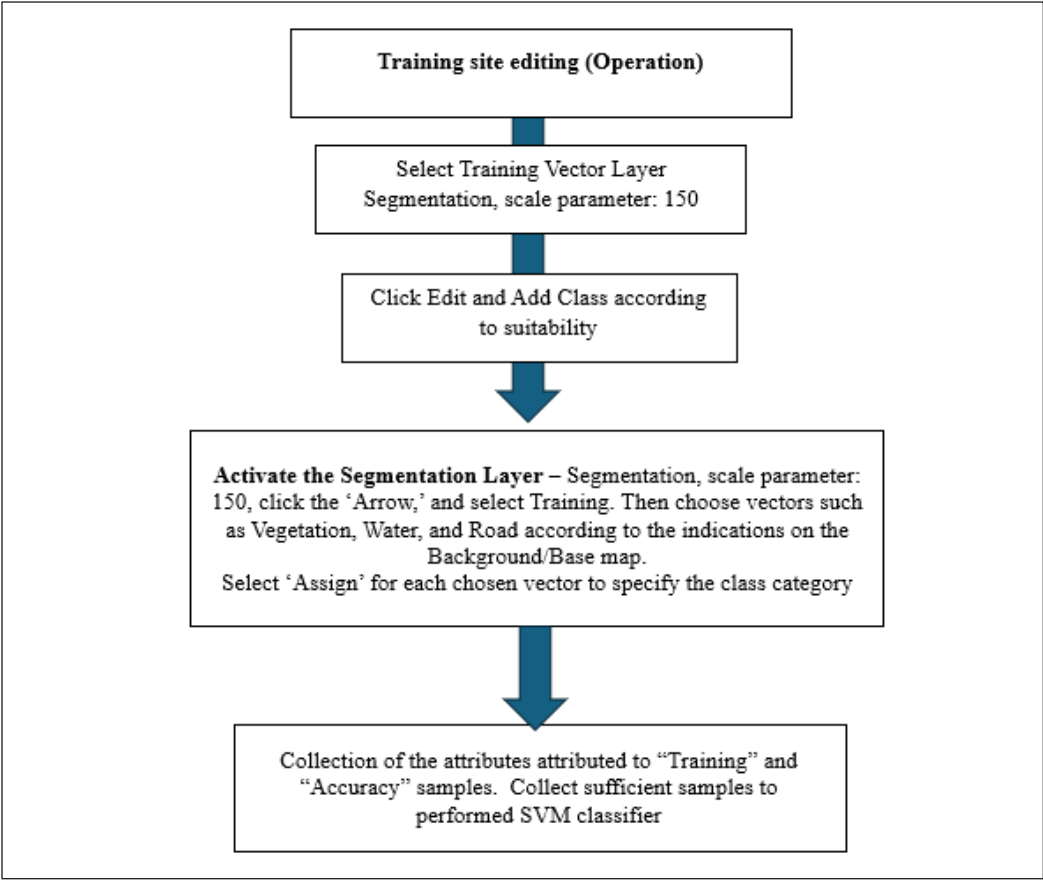 Training site editing (Operation)
Select Training Vector Layer
Segmentation, scale parameter: 150
Click Edit and Add Class according
to suitability
Activate the Segmentation Layer – Segmentation, scale parameter:
150, click the ‘Arrow,’ and select Training. Then choose vectors such
as Vegetation, Water, and Road according to the indications on the
Background/Base map.
Select ‘Assign’ for each chosen vector to specify the class category
Collection of the attributes attributed to “Training” and
“Accuracy” samples.  Collect sufficient samples to
performed SVM classifier